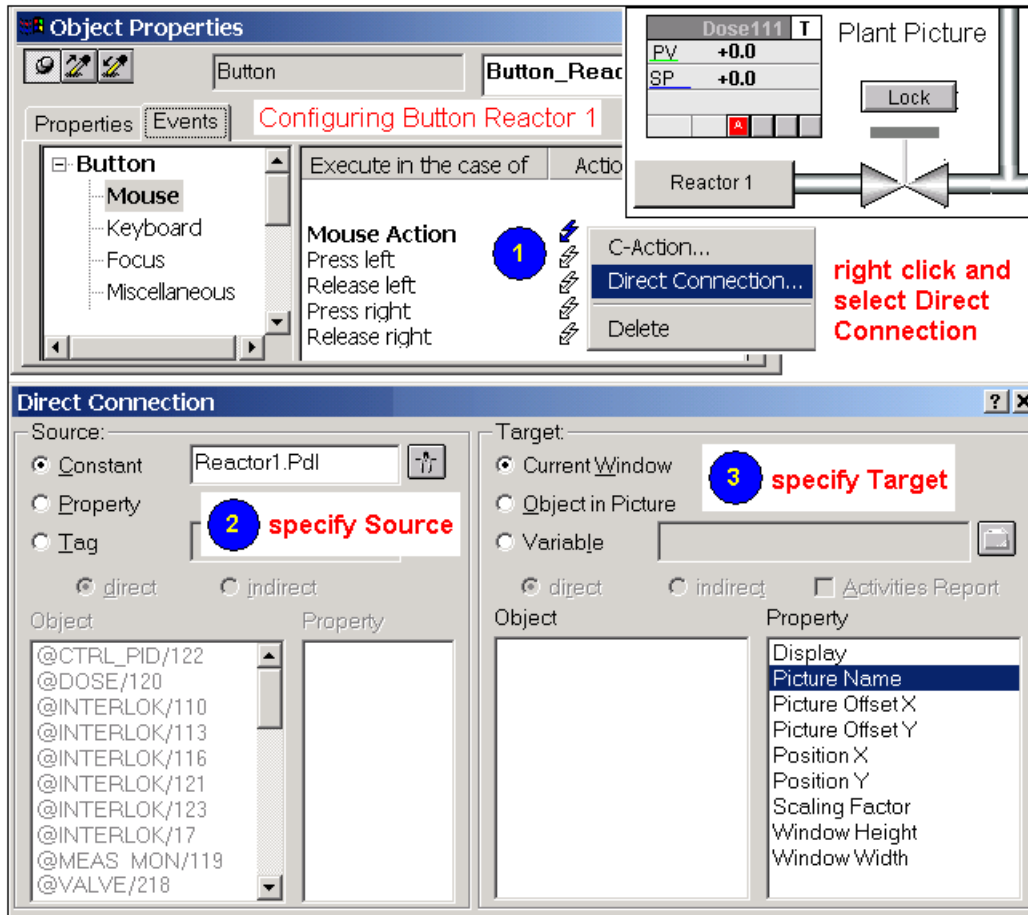 Object Properties
Button
Button_Reac
Properties
Events
Configuring Button Reactor 1
Button
Mouse
Keyboard
Focus
Miscellaneous
Execute in the case of
Actio
Mouse Action
Press left
Release left
Press right
Release right
1
C-Action...
Direct Connection...
Delete
right click and
select Direct
Connection
Dose111
T
PV +0.0
SP +0.0
A
Plant Picture
Lock
Reactor 1
Direct Connection
Source:
Constant
Reactor1.Pdl
Property
Tag
2
specify Source
direct
indirect
Object
Property
@CTRL_PID/122
@DOSE/120
@INTERLOK/110
@INTERLOK/113
@INTERLOK/116
@INTERLOK/121
@INTERLOK/123
@INTERLOK/17
@MEAS_MON/119
@VALVE/218
Target:
Current Window
Object in Picture
Variable
3
specify Target
direct
indirect
Activities Report
Object
Property
Display
Picture Name
Picture Offset X
Picture Offset Y
Position X
Position Y
Scaling Factor
Window Height
Window Width